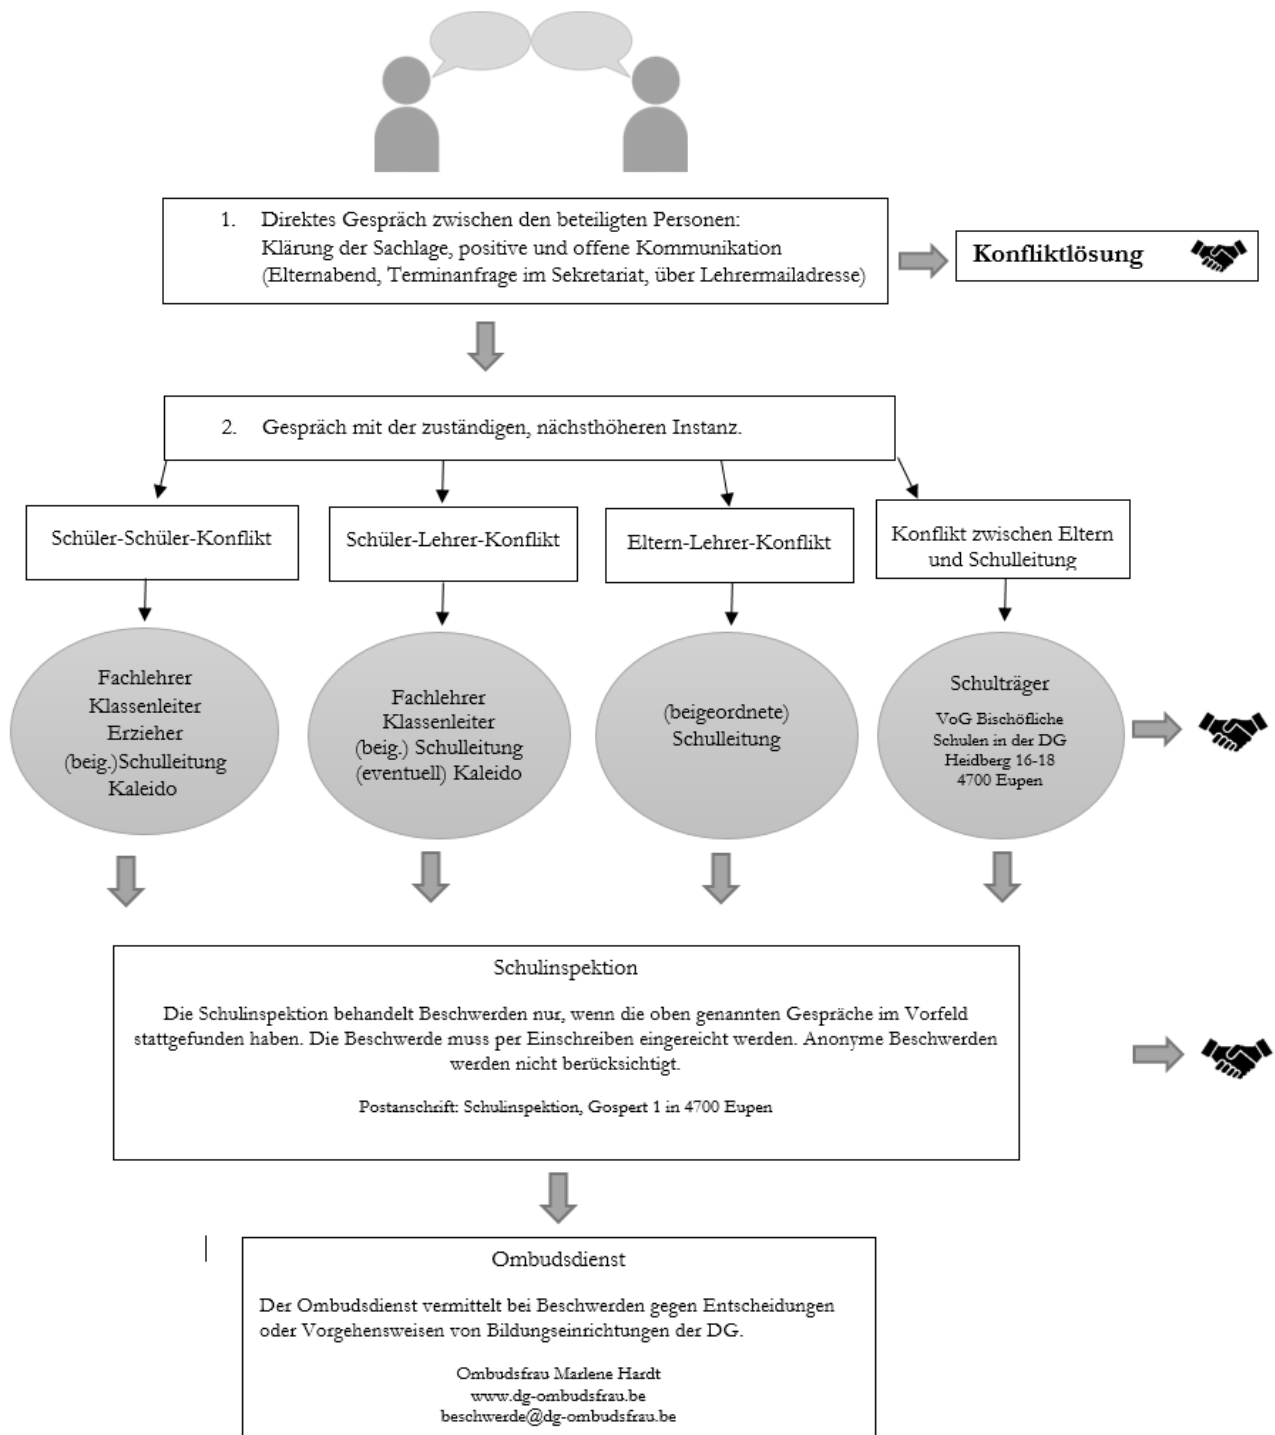 1. Direktes Gespräch zwischen den beteiligten Personen:
Klärung der Sachlage, positive und offene Kommunikation
(Elternabend, Terminanfrage im Sekretariat, über Lehrermailadresse)
Konfliktlösung
2. Gespräch mit der zuständigen, nächsthöheren Instanz.
Schüler-Schüler-Konflikt
Schüler-Lehrer-Konflikt
Eltern-Lehrer-Konflikt
Konflikt zwischen Eltern
und Schulleitung
Fachlehrer
Klassenleiter
Erzieher
(beig.)Schulleitung
Kaleido
Fachlehrer
Klassenleiter
(beig.) Schulleitung
(eventuell) Kaleido
(beigeordnete)
Schulleitung
Schulträger
VoG Bischöfliche
Schulen in der DG
Heidberg 16-18
4700 Eupen
Schulinspektion
Die Schulinspektion behandelt Beschwerden nur, wenn die oben genannten Gespräche im Vorfeld
stattgefunden haben. Die Beschwerde muss per Einschreiben eingereicht werden. Anonyme Beschwerden
werden nicht berücksichtigt.
Postanschrift: Schulinspektion, Gospert 1 in 4700 Eupen
Ombudsdienst
Der Ombudsdienst vermittelt bei Beschwerden gegen Entscheidungen
oder Vorgehensweisen von Bildungseinrichtungen der DG.
Ombudsfrau Marlene Hardt
www.dg-ombudsfrau.be
beschwerde@dg-ombudsfrau.be